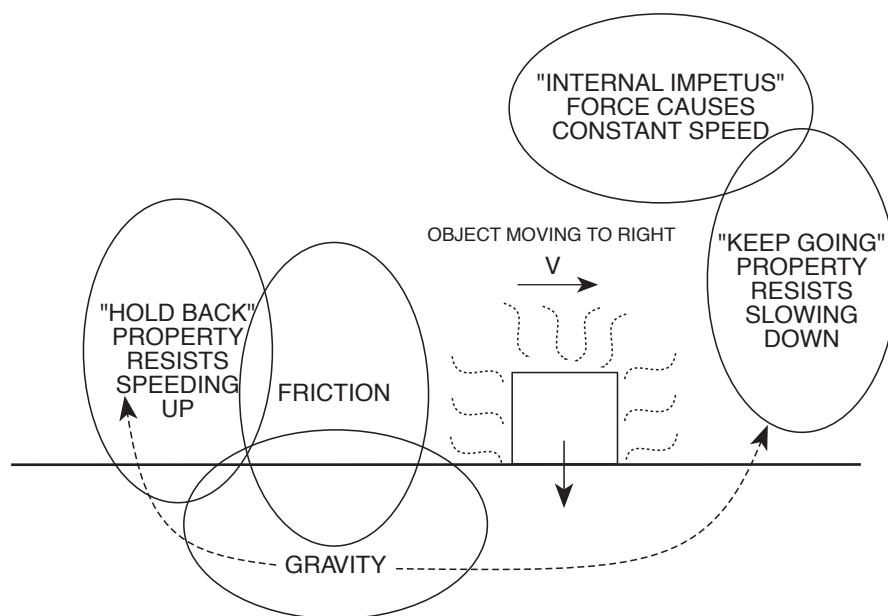 "INTERNAL IMPETUS"
FORCE CAUSES
CONSTANT SPEED
OBJECT MOVING TO RIGHT
V
"KEEP GOING"
PROPERTY
RESISTS
SLOWING
DOWN
"HOLD BACK"
PROPERTY
RESISTS
SPEEDING
UP
FRICTION
GRAVITY